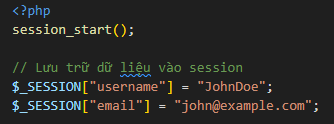 <?php
session_start();
// Lưu trữ dữ liệu vào session
$_SESSION["username"] = "JohnDoe";
$_SESSION["email"] = "john@example.com";